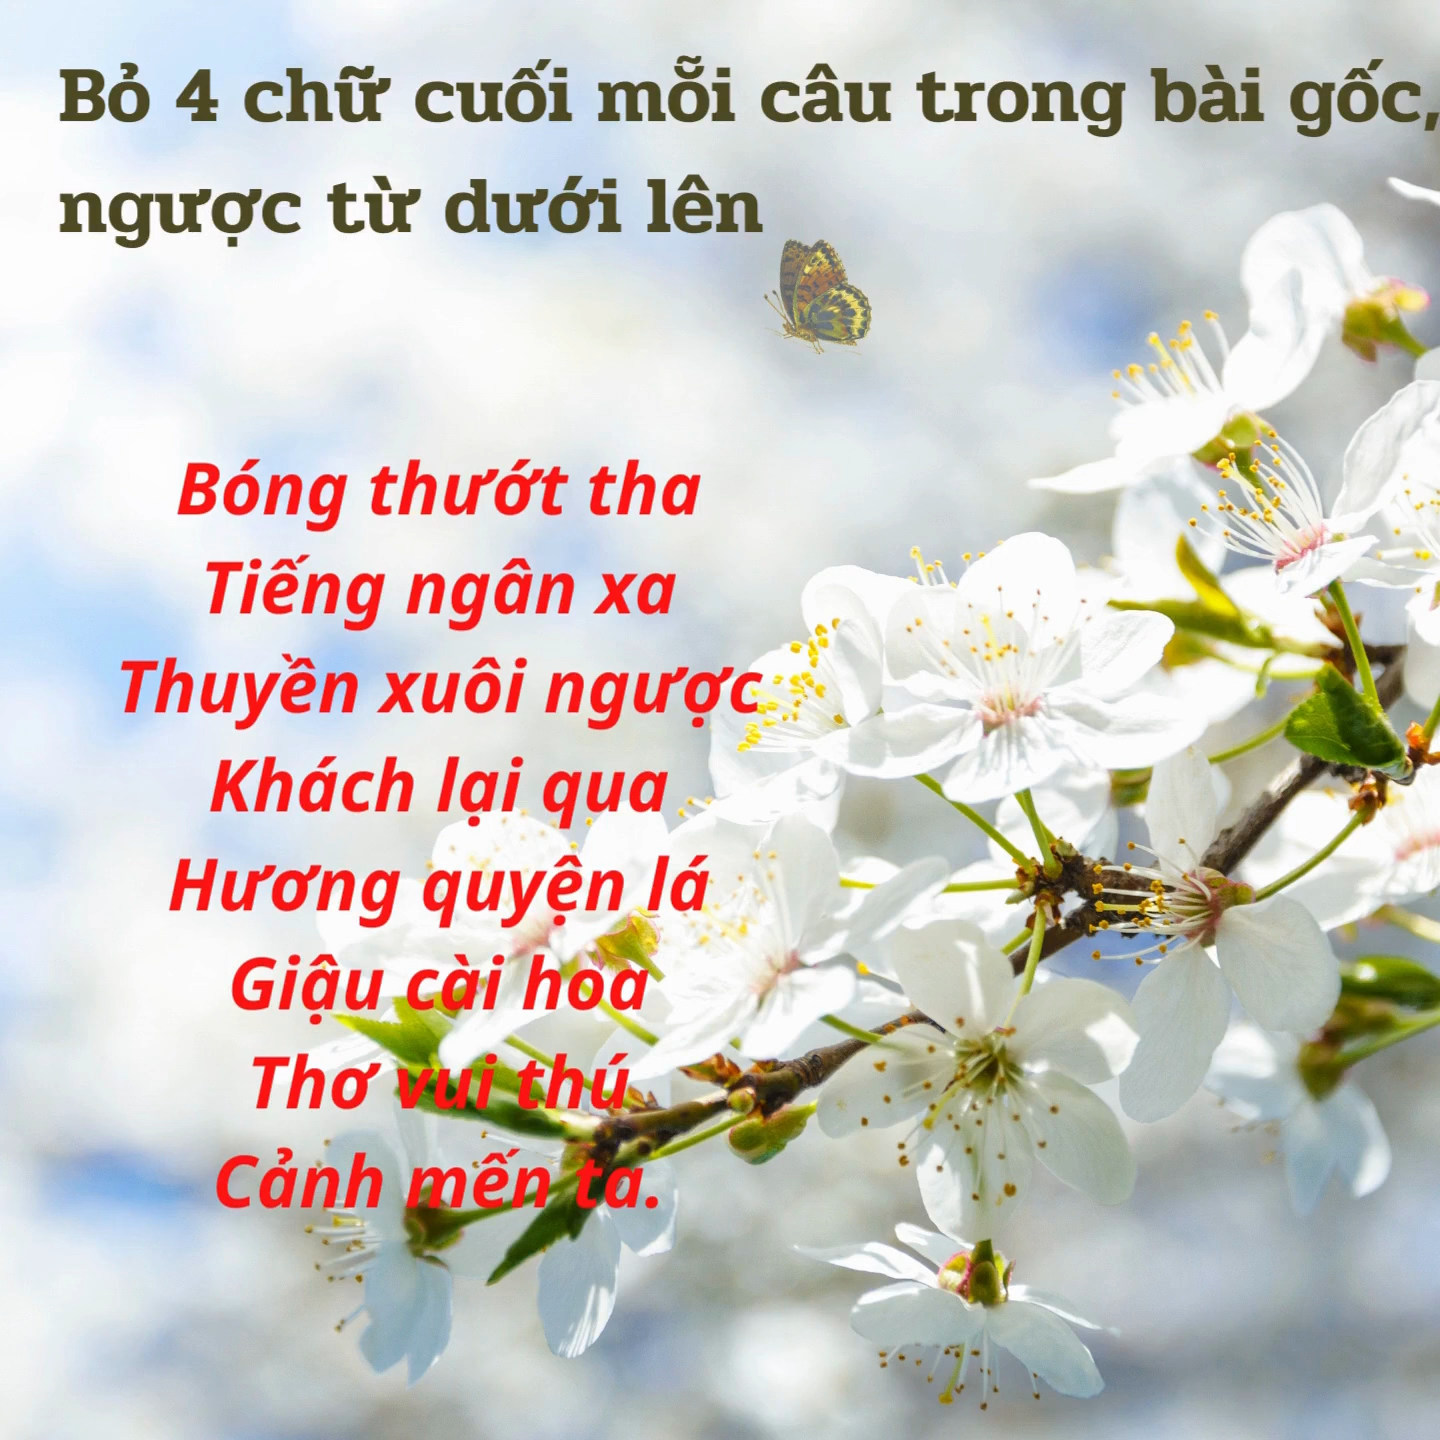 Bỏ 4 chữ cuối mỗi câu trong bài gốc,
ngược từ dưới lên
Bóng thướt tha
Tiếng ngân xa
Thuyền xuôi ngược
Khách lại qua
Hương quyện lá
Giậu cài hoa
Thơ vui thú
Cảnh mến ta.